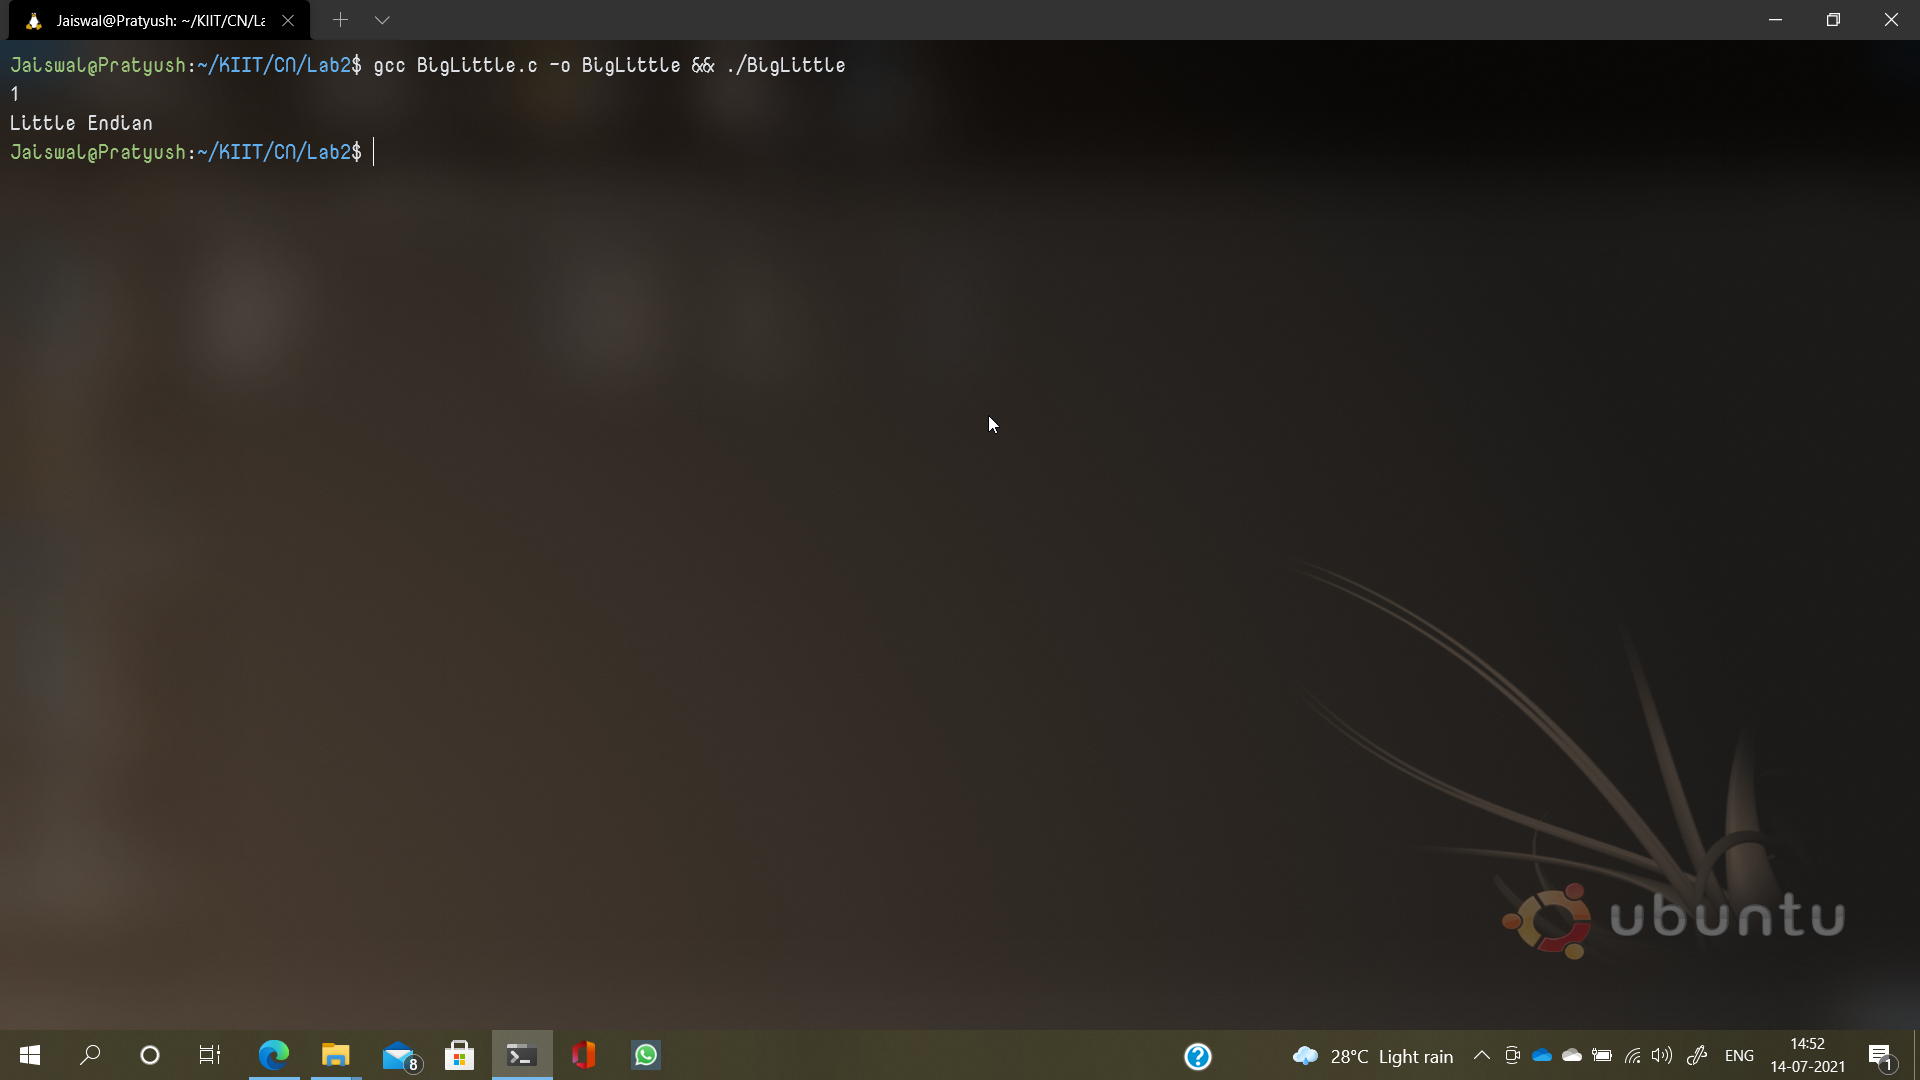 Jaiswal@Pratyush: ~/KIIT/CN/La
Jaiswal@Pratyush:~/KIIT/CN/Lab2$ gcc BigLittle.c -o BigLittle && ./BigLittle
1
Little Endian
Jaiswal@Pratyush:~/KIIT/CN/Lab2$
ubuntu
8
28°C Light rain
ENG
14:52
14-07-2021
1